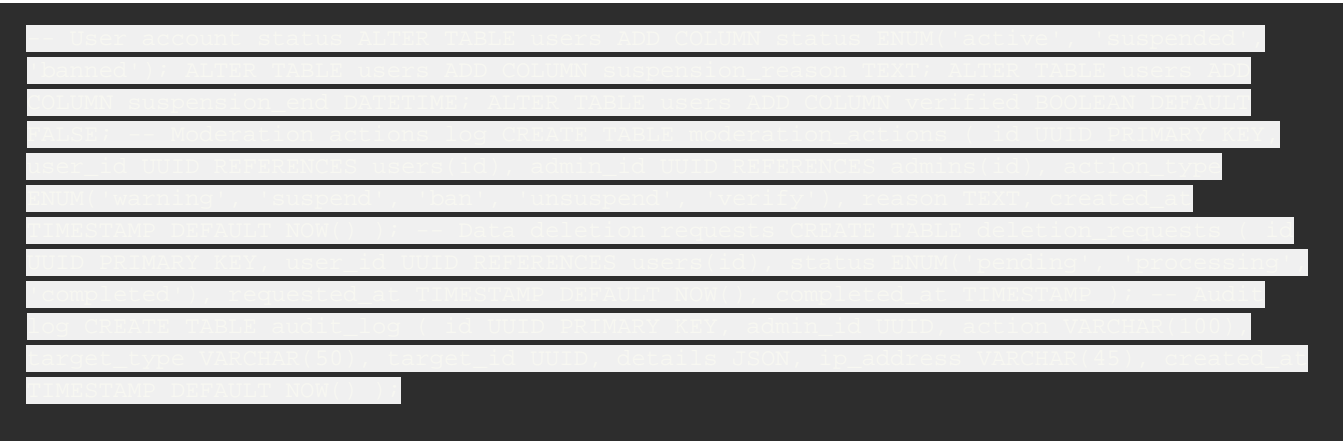 -- User account status ALTER TABLE users ADD COLUMN status ENUM('active', 'suspended',
'banned'); ALTER TABLE users ADD COLUMN suspension_reason TEXT; ALTER TABLE users ADD
COLUMN suspension_end DATETIME; ALTER TABLE users ADD COLUMN verified BOOLEAN DEFAULT
FALSE; -- Moderation actions log CREATE TABLE moderation_actions ( id UUID PRIMARY KEY,
user_id UUID REFERENCES users(id), admin_id UUID REFERENCES admins(id), action_type
ENUM('warning', 'suspend', 'ban', 'unsuspend', 'verify'), reason TEXT, created_at
TIMESTAMP DEFAULT NOW() ); -- Data deletion requests CREATE TABLE deletion_requests ( id
UUID PRIMARY KEY, user_id UUID REFERENCES users(id), status ENUM('pending', 'processing',
'completed'), requested_at TIMESTAMP DEFAULT NOW(), completed_at TIMESTAMP ); -- Audit
log CREATE TABLE audit_log ( id UUID PRIMARY KEY, admin_id UUID, action VARCHAR(100),
target_type VARCHAR(50), target_id UUID, details JSON, ip_address VARCHAR(45), created_at
TIMESTAMP DEFAULT NOW() );